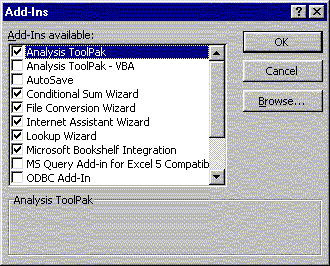 Add-Ins
Add-Ins available:
Analysis ToolPak
Analysis ToolPak - VBA
AutoSave
Conditional Sum Wizard
File Conversion Wizard
Internet Assistant Wizard
Lookup Wizard
Microsoft Bookshelf Integration
MS Query Add-in for Excel 5 Compatib
ODBC Add-In
OK
Cancel
Browse...
Analysis ToolPak